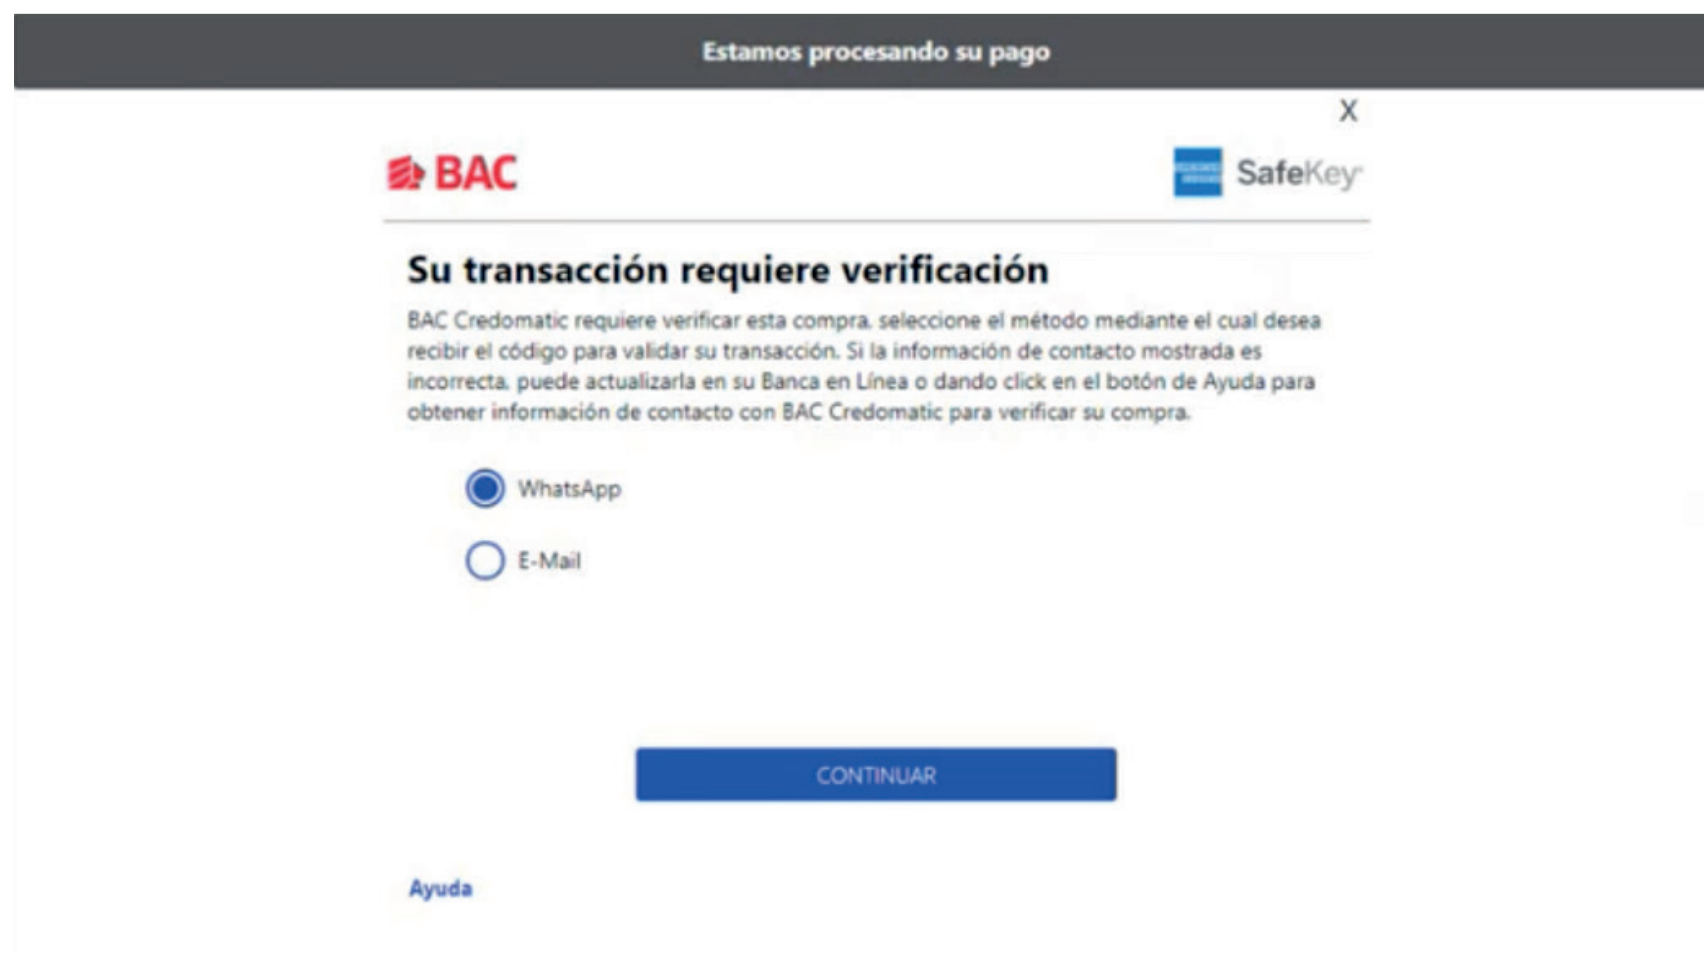 Estamos procesando su pago
X
BAC
SafeKey
Su transacción requiere verificación
BAC Credomatic requiere verificar esta compra, seleccione el método mediante el cual desea
recibir el código para validar su transacción. Si la información de contacto mostrada es
incorrecta, puede actualizarla en su Banca en Línea o dando click en el botón de Ayuda para
obtener información de contacto con BAC Credomatic para verificar su compra.
WhatsApp
E-Mail
CONTINUAR
Ayuda